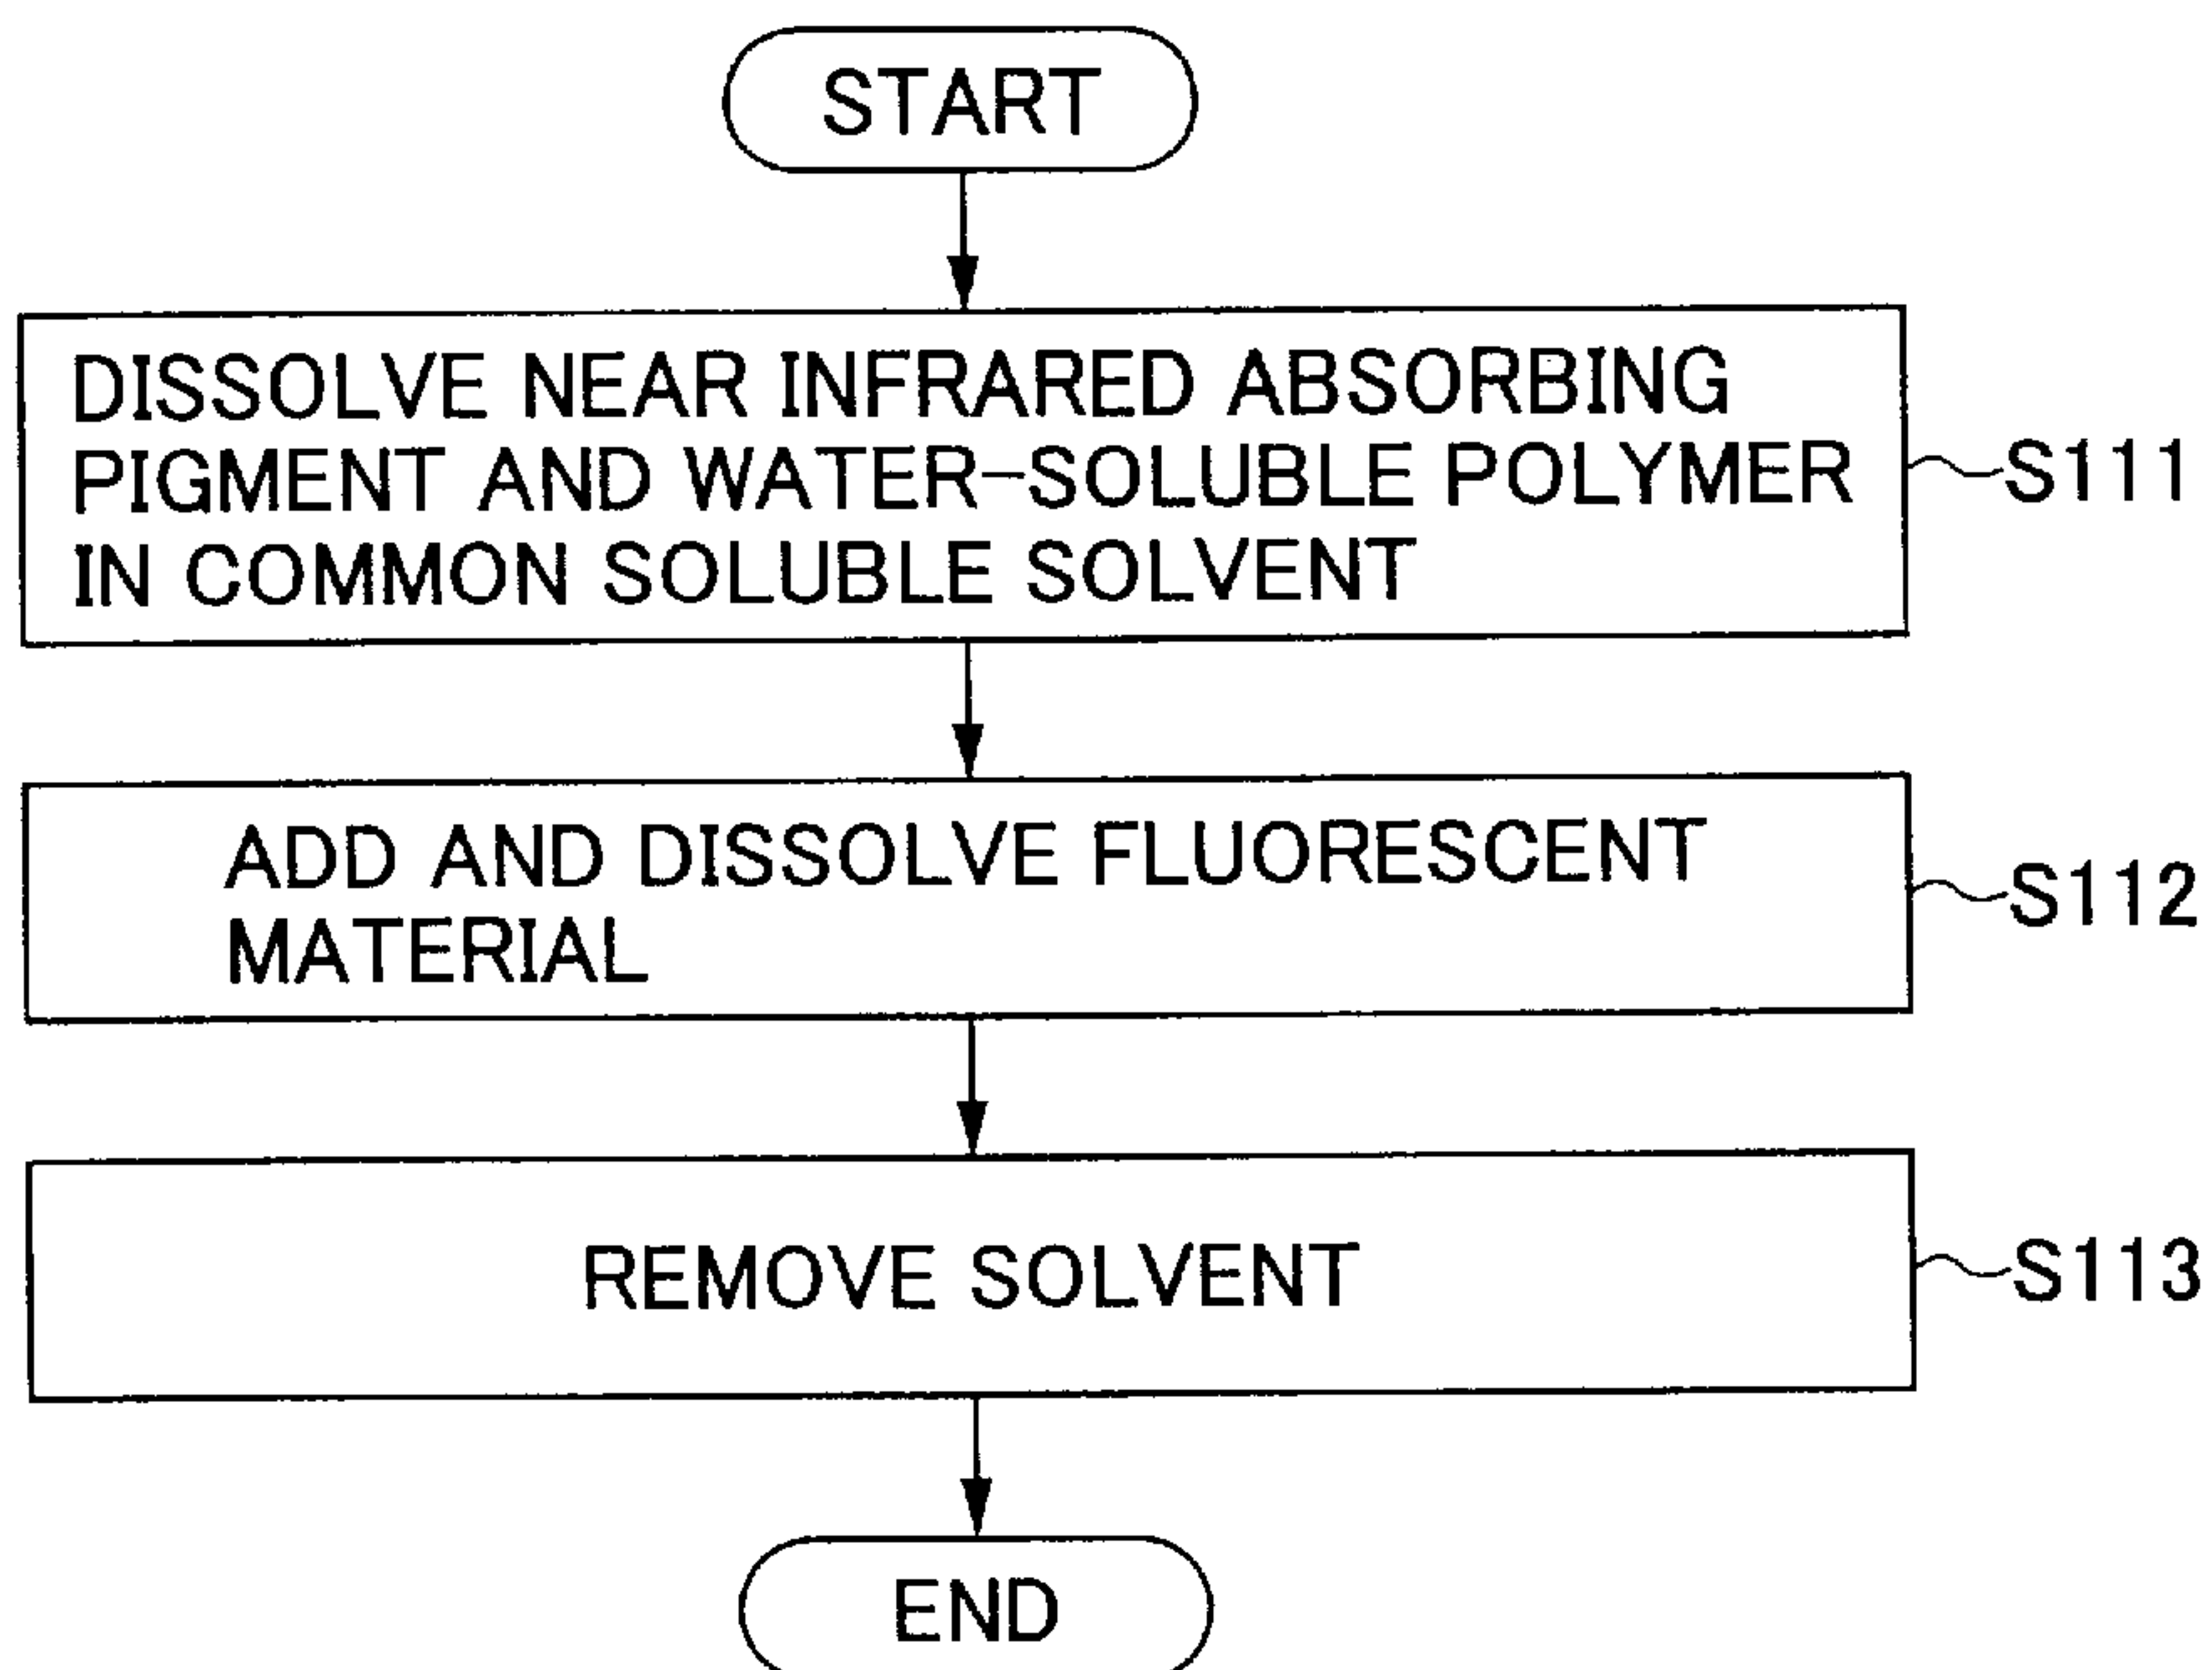 START
DISSOLVE NEAR INFRARED ABSORBING
PIGMENT AND WATER-SOLUBLE POLYMER
IN COMMON SOLUBLE SOLVENT
S111
ADD AND DISSOLVE FLUORESCENT
MATERIAL
S112
REMOVE SOLVENT
S113
END